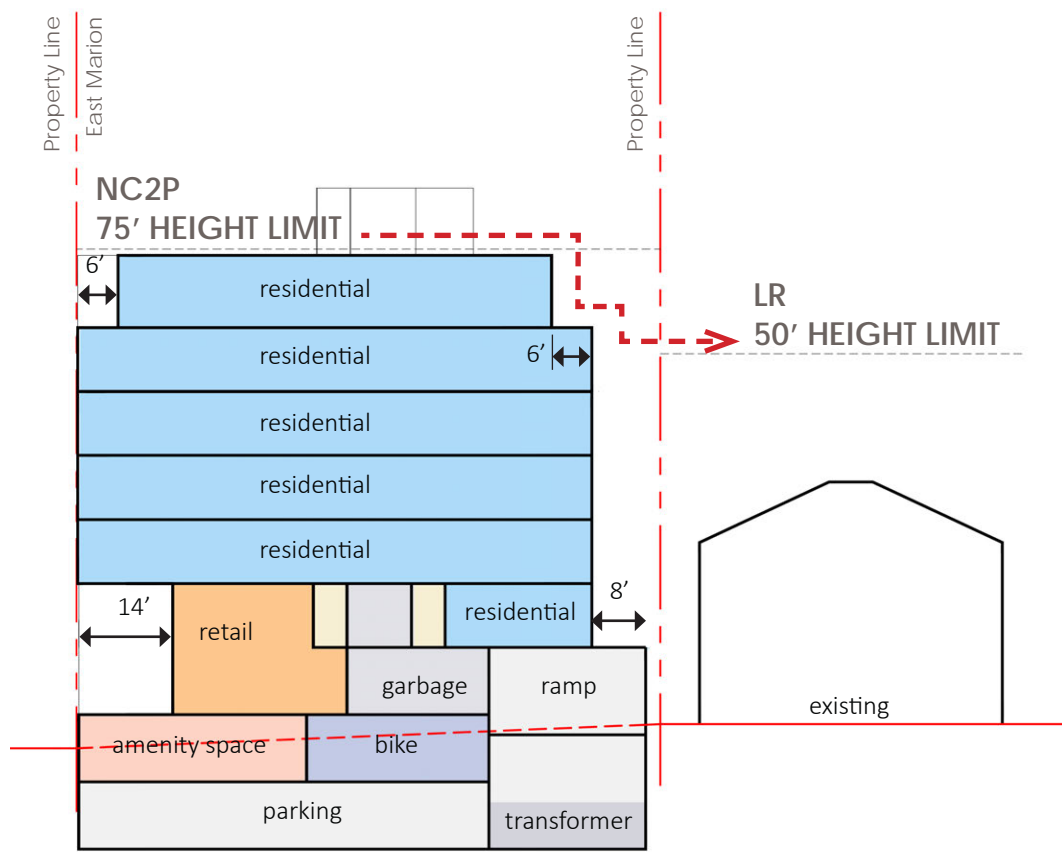 Property Line
East Marion
Property Line
NC2P
75’ HEIGHT LIMIT
6’
residential
LR
50’ HEIGHT LIMIT
residential
6’
residential
residential
residential
14’
retail
residential
8’
garbage
ramp
existing
amenity space
bike
parking
transformer